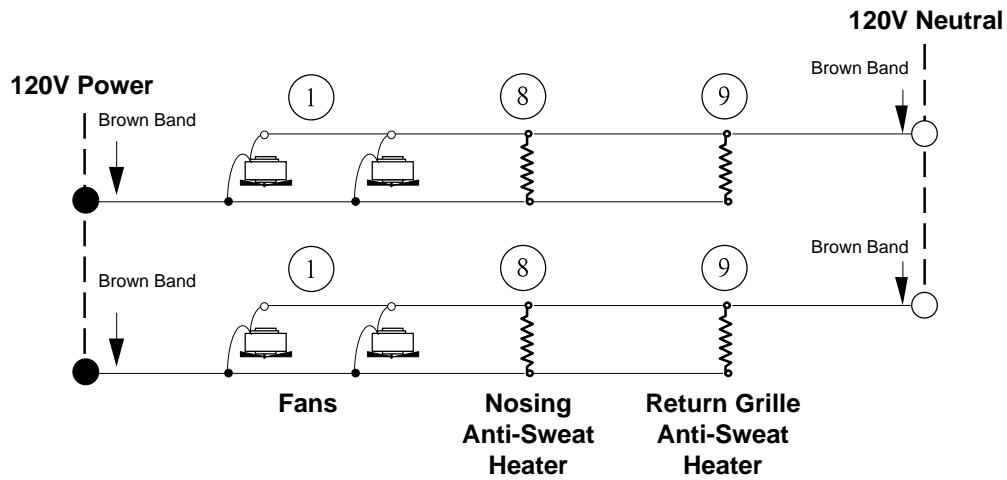 120V Neutral
120V Power
Brown Band
1
8
9
Brown Band
Brown Band
1
8
9
Brown Band
Fans
Nosing
Anti-Sweat
Heater
Return Grille
Anti-Sweat
Heater